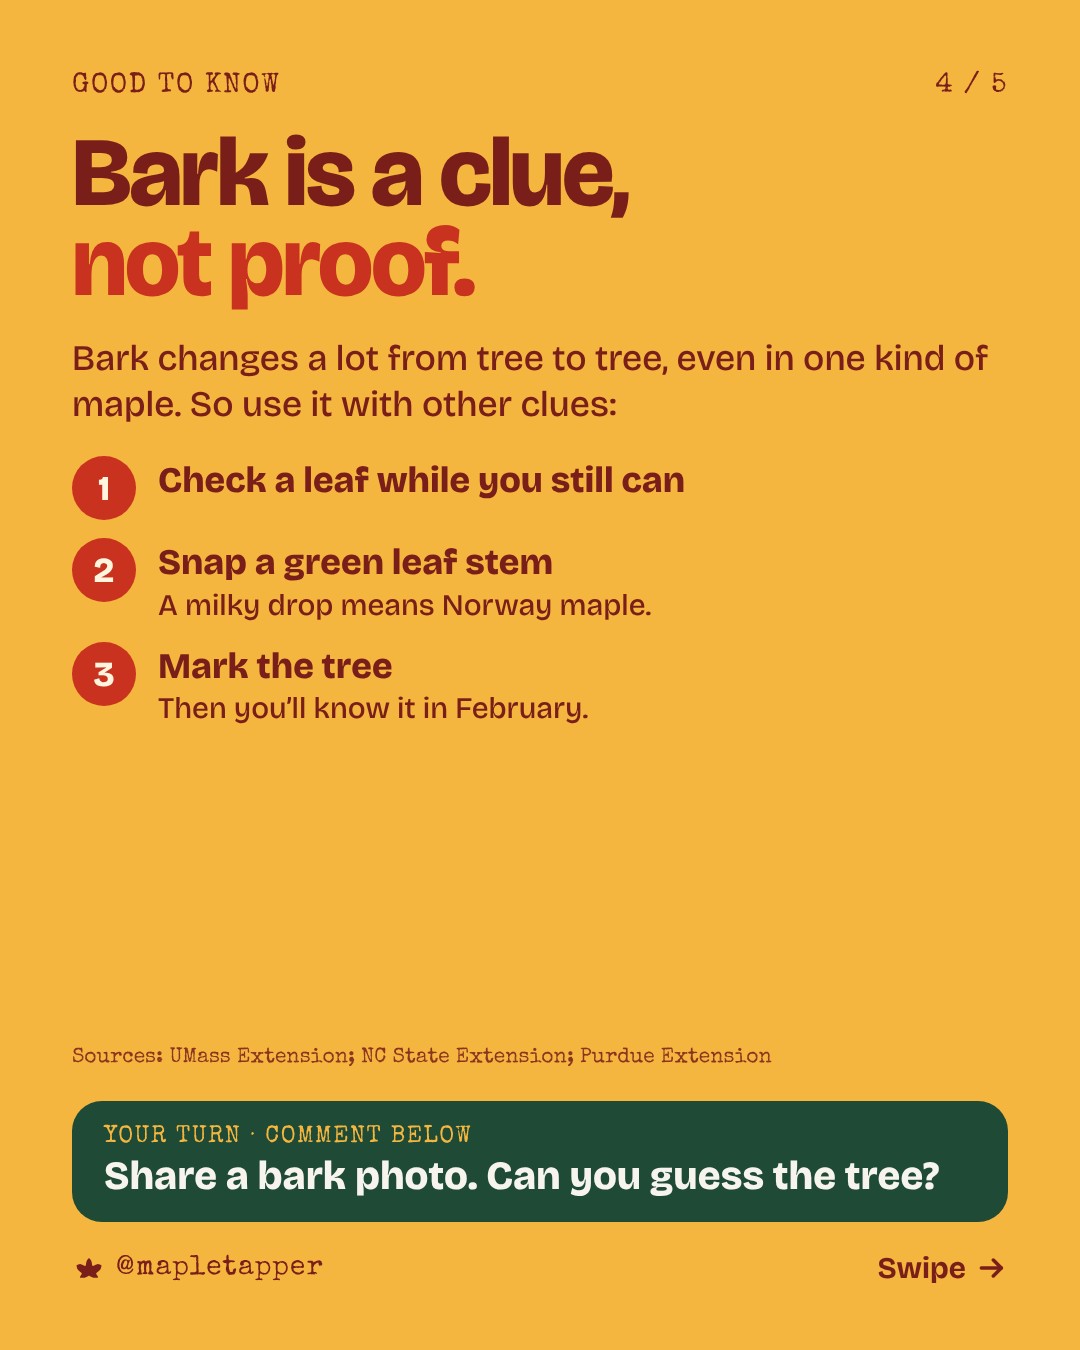 GOOD TO KNOW
4 / 5
Bark is a clue,
not proof.
Bark changes a lot from tree to tree, even in one kind of
maple. So use it with other clues:
1 Check a leaf while you still can
2 Snap a green leaf stem
A milky drop means Norway maple.
3 Mark the tree
Then you’ll know it in February.
Sources: UMass Extension; NC State Extension; Purdue Extension
YOUR TURN · COMMENT BELOW
Share a bark photo. Can you guess the tree?
@mapletapper
Swipe →